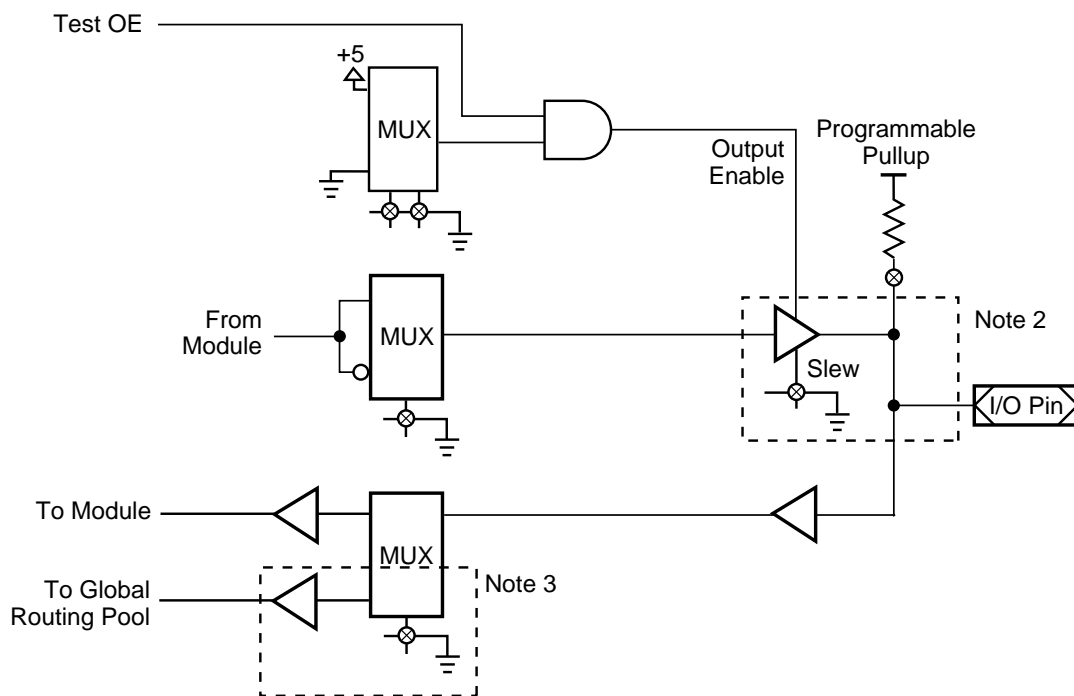 Test OE
+5
MUX
Programmable
Pullup
Output
Enable
From
Module
MUX
Note 2
Slew
I/O Pin
To Module
MUX
To Global
Routing Pool
Note 3